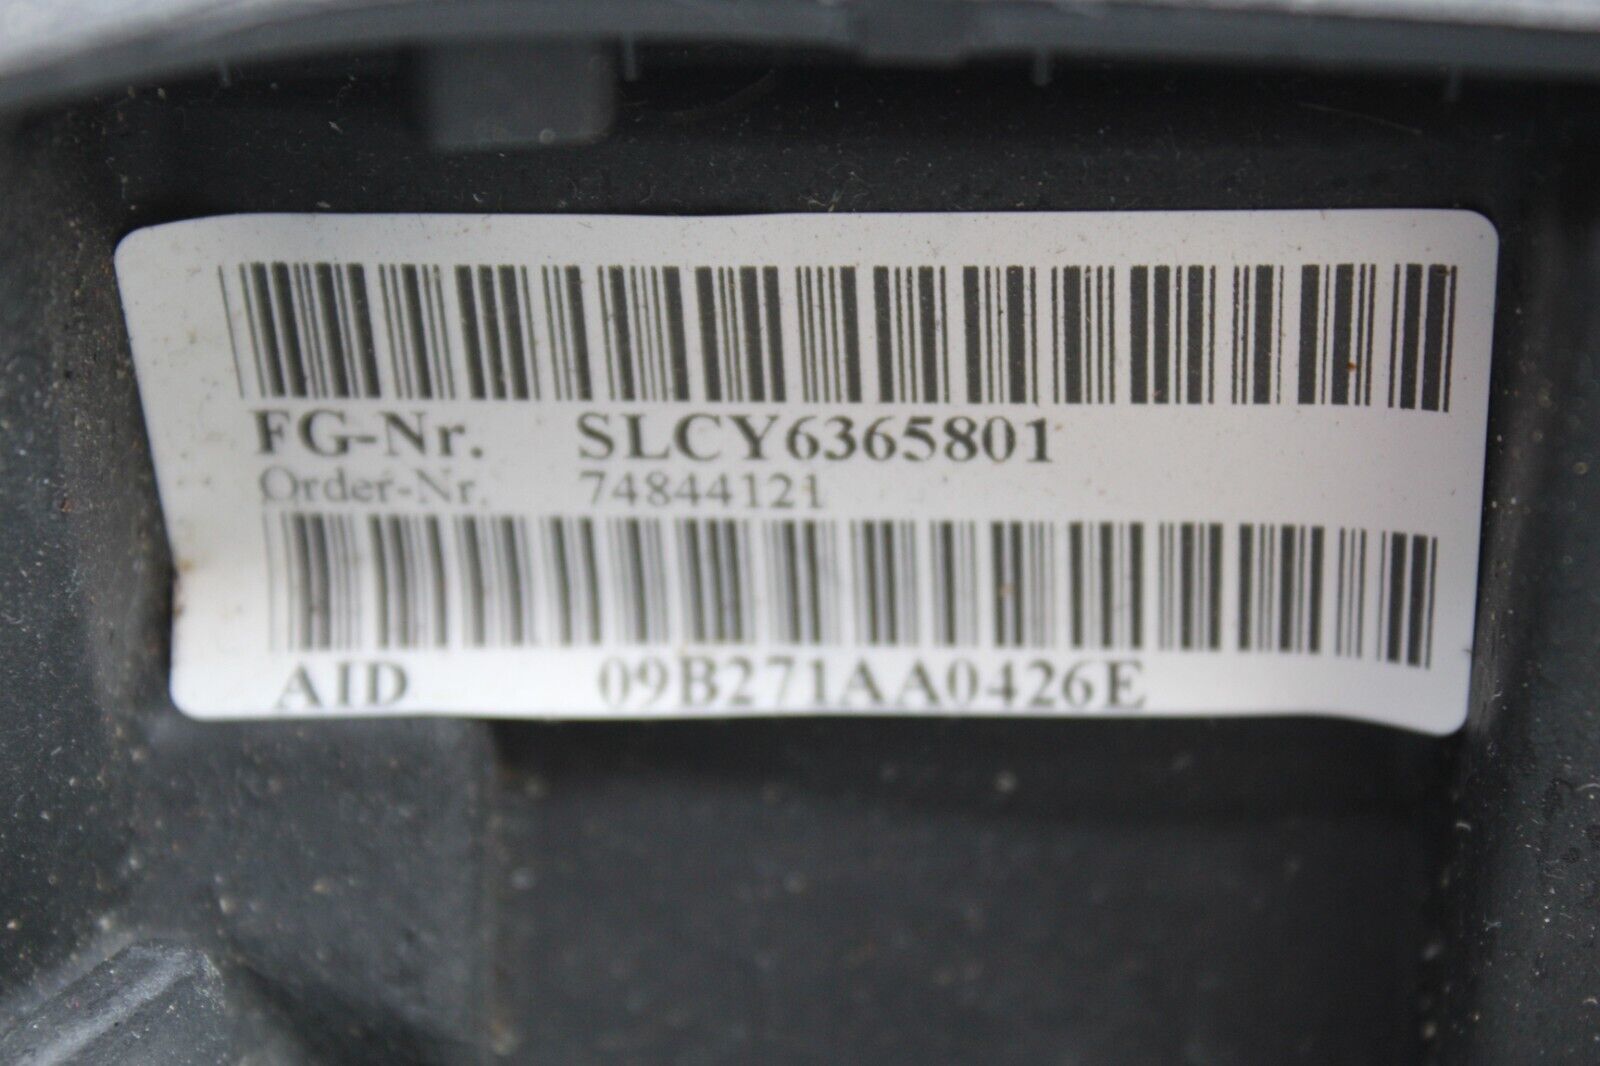 FG-Nr. SLCY6365801
Order-Nr. 74844121
AID 09B271AA0426E